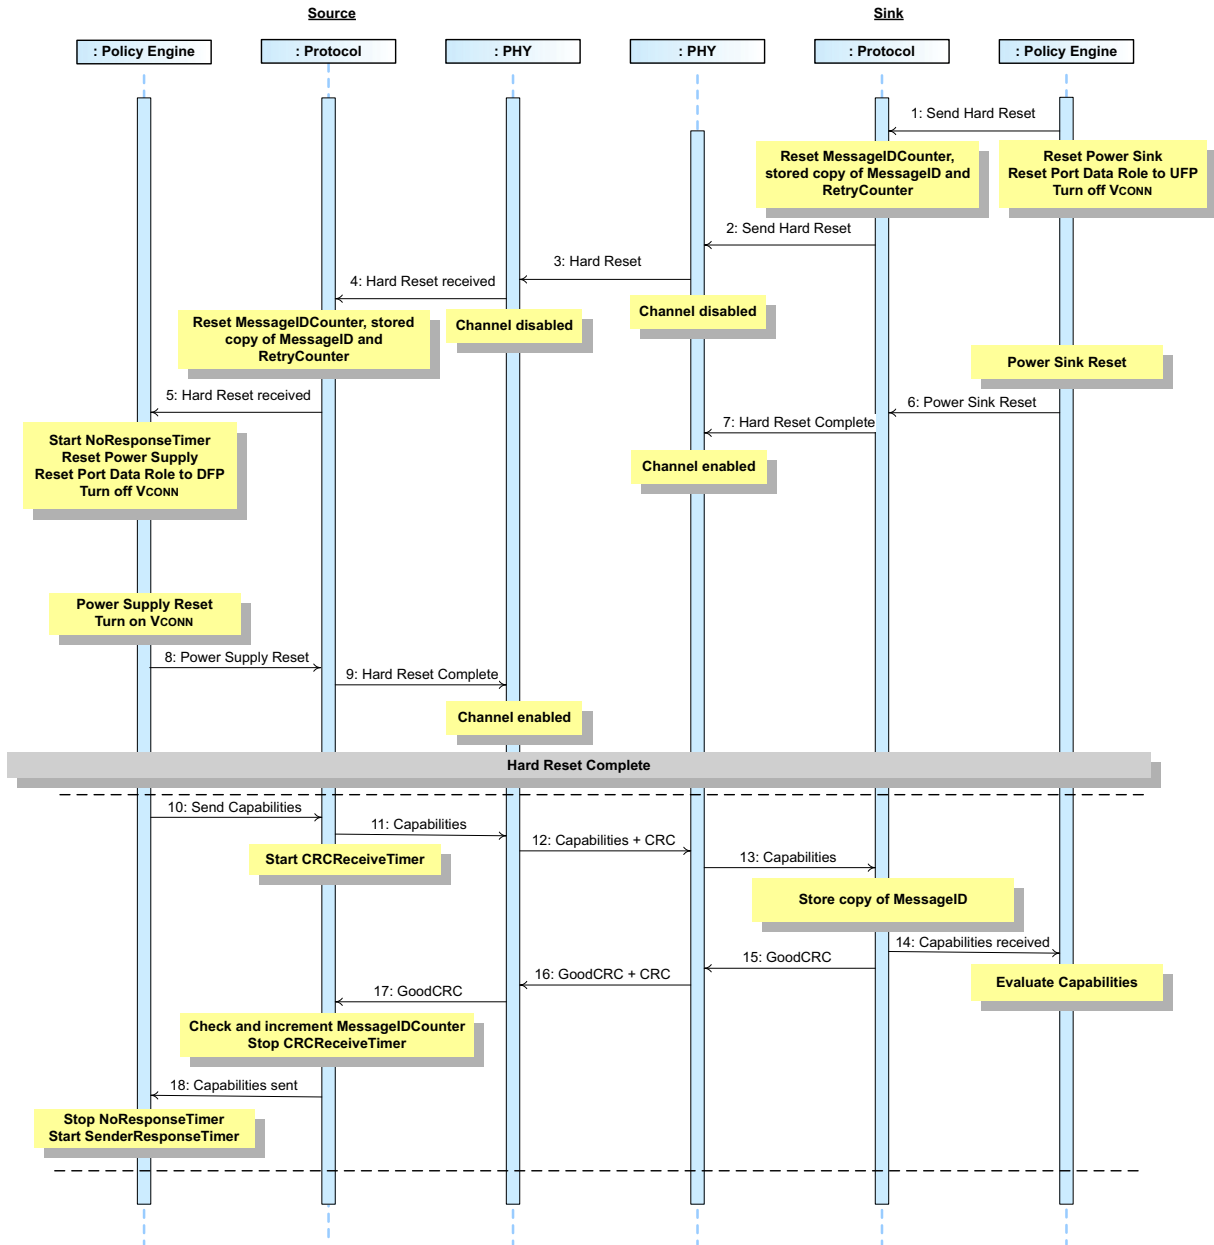 Source
Sink
: Policy Engine
: Protocol
: PHY
: PHY
: Protocol
: Policy Engine
1: Send Hard Reset
Reset MessageIDCounter,
stored copy of MessageID and
RetryCounter
Reset Power Sink
Reset Port Data Role to UFP
Turn off VCONN
2: Send Hard Reset
3: Hard Reset
4: Hard Reset received
Reset MessageIDCounter, stored
copy of MessageID and
RetryCounter
Channel disabled
Channel disabled
Power Sink Reset
5: Hard Reset received
6: Power Sink Reset
7: Hard Reset Complete
Start NoResponseTimer
Reset Power Supply
Reset Port Data Role to DFP
Turn off VCONN
Channel enabled
Power Supply Reset
Turn on VCONN
8: Power Supply Reset
9: Hard Reset Complete
Channel enabled
Hard Reset Complete
10: Send Capabilities
11: Capabilities
12: Capabilities + CRC
13: Capabilities
Start CRCReceiveTimer
Store copy of MessageID
14: Capabilities received
15: GoodCRC
16: GoodCRC + CRC
17: GoodCRC
Evaluate Capabilities
Check and increment MessageIDCounter
Stop CRCReceiveTimer
18: Capabilities sent
Stop NoResponseTimer
Start SenderResponseTimer